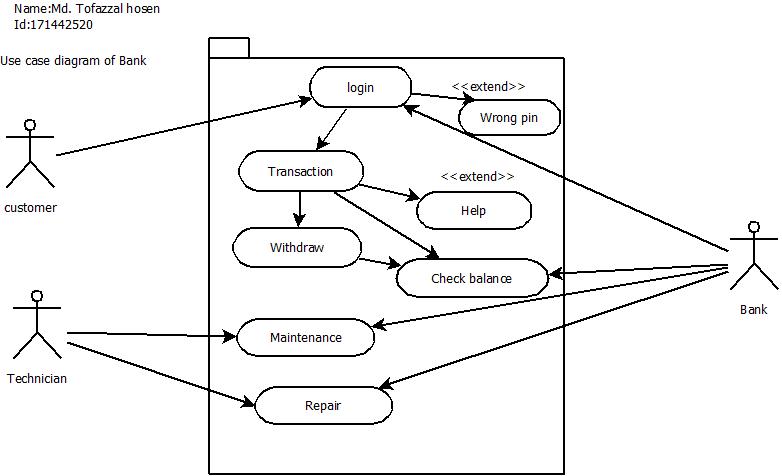 Name:Md. Tofazzal hosen
Id:171442520
Use case diagram of Bank
login
<<extend>>
Wrong pin
customer
Transaction
<<extend>>
Help
Withdraw
Check balance
Bank
Maintenance
Technician
Repair